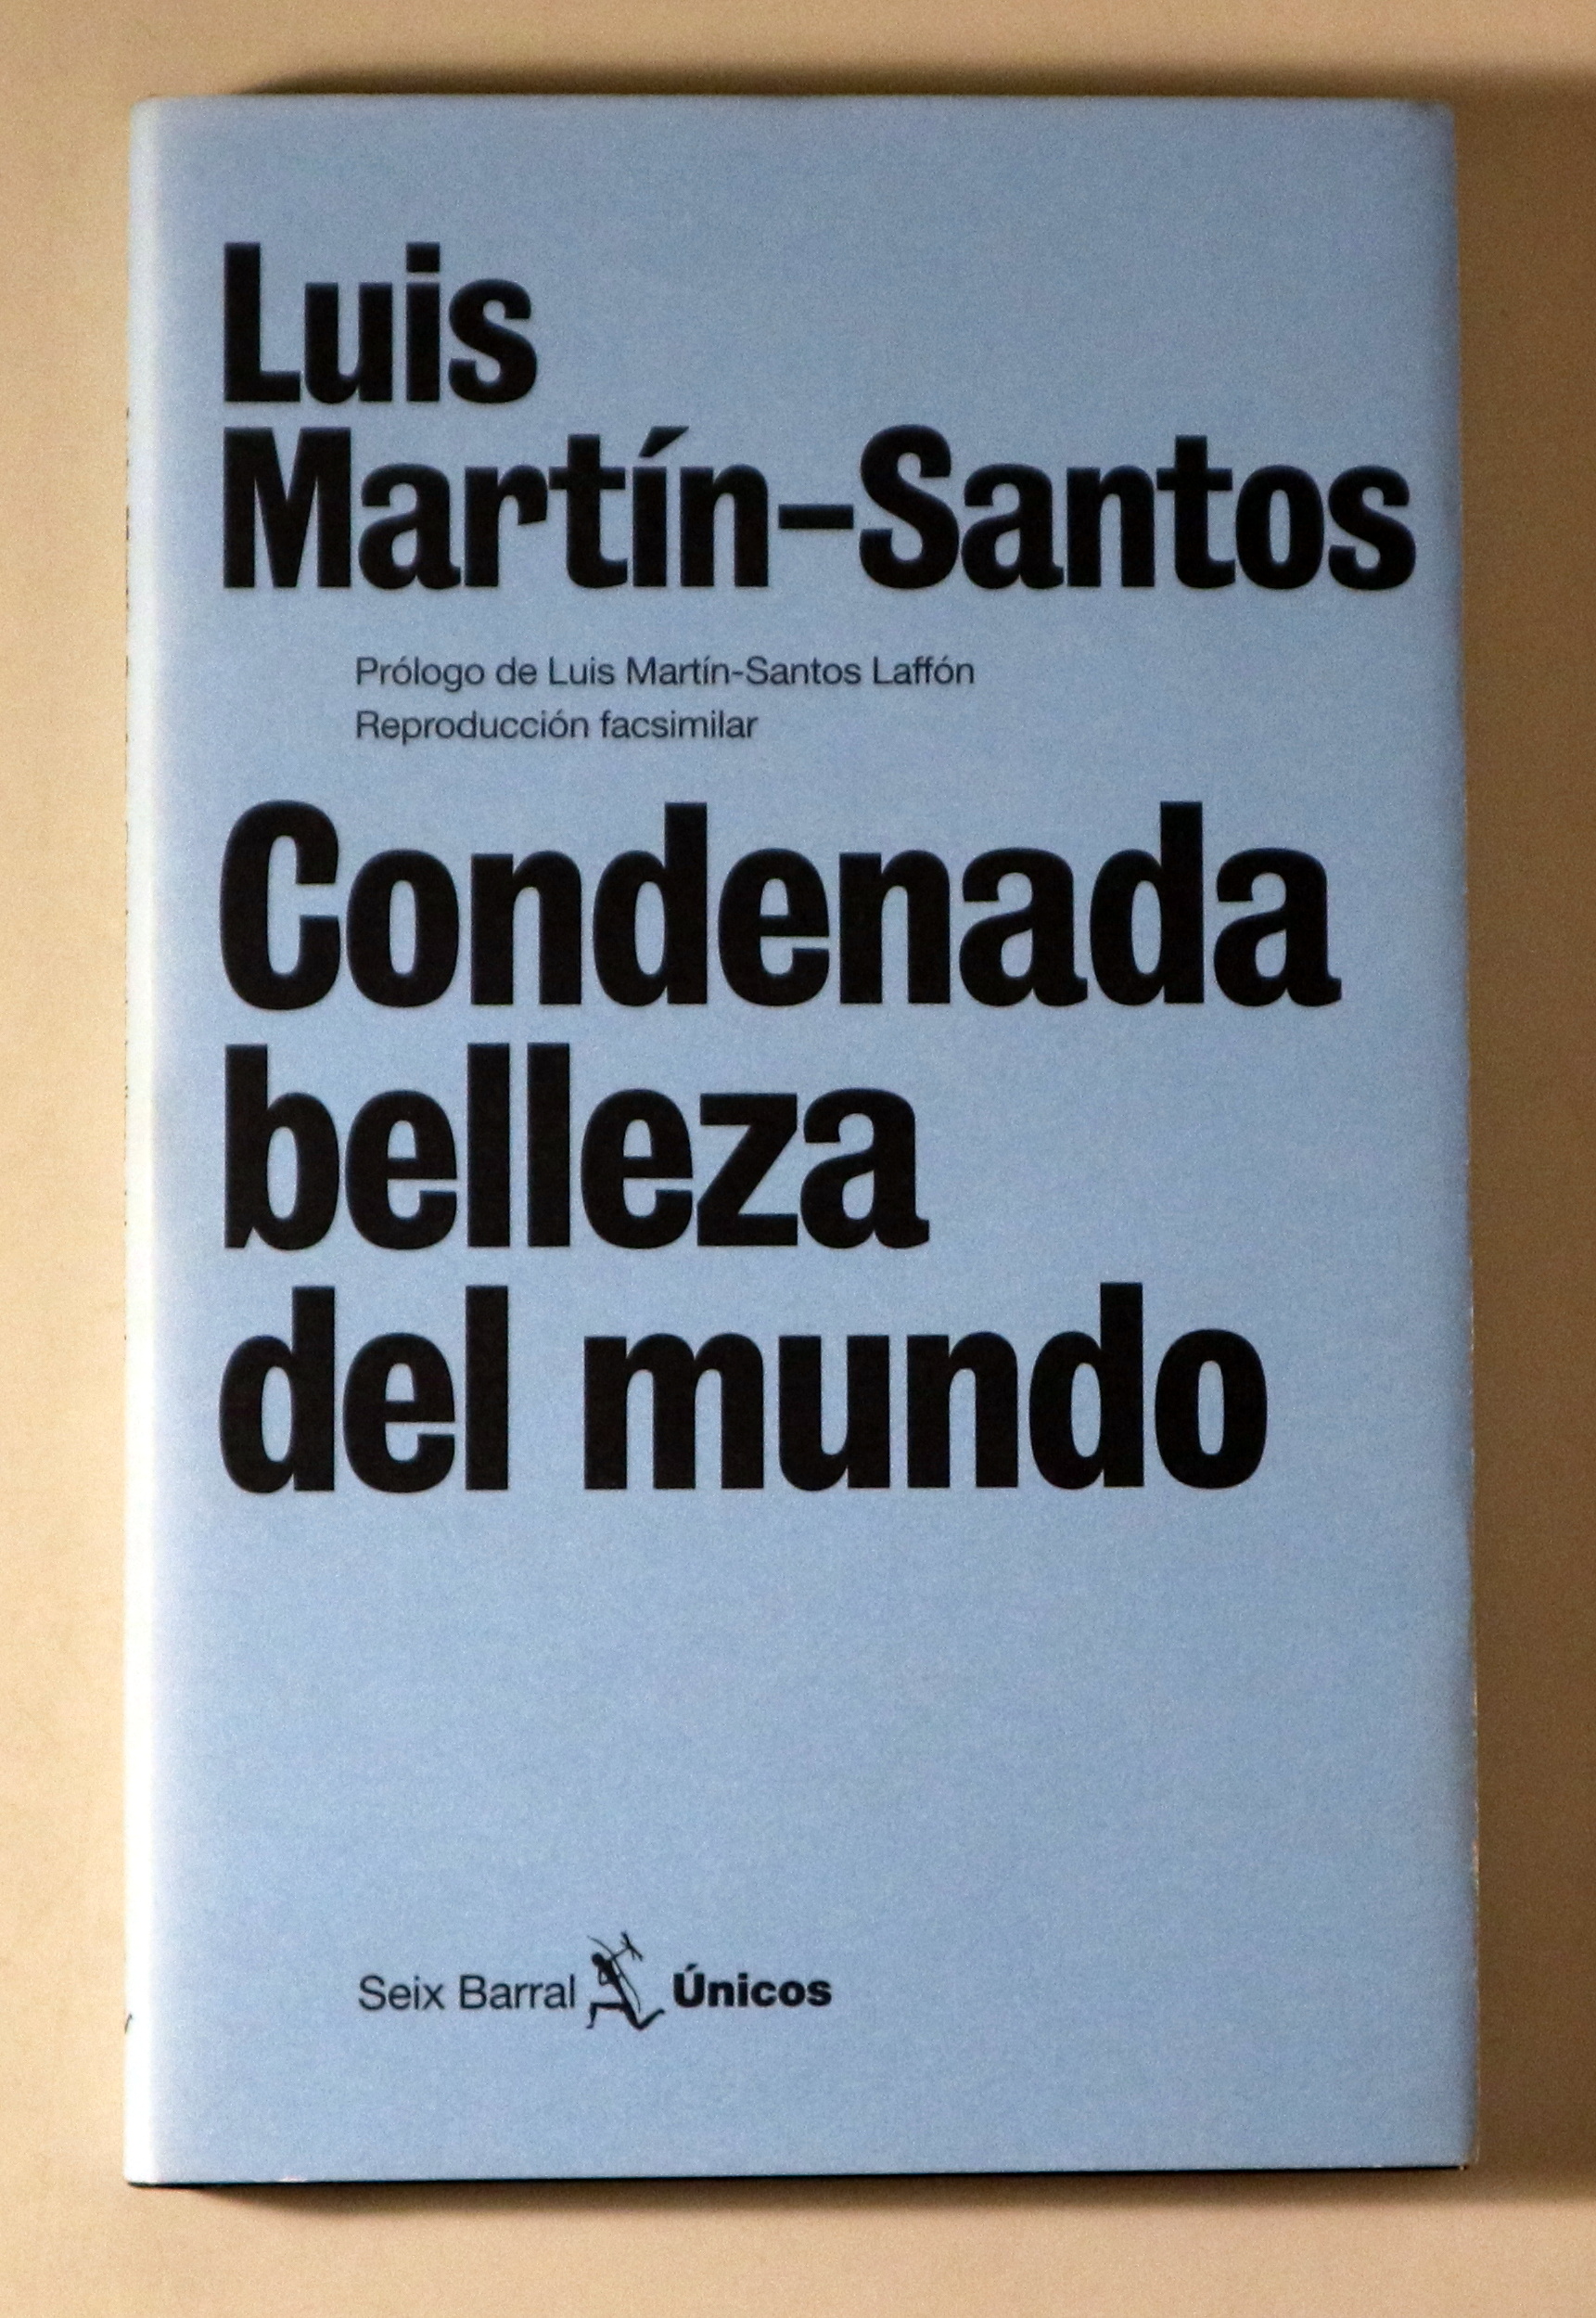 Luis
Martín-Santos
Prólogo de Luis Martín-Santos Laffón
Reproducción facsimilar
Condenada
belleza
del mundo
Seix Barral Únicos